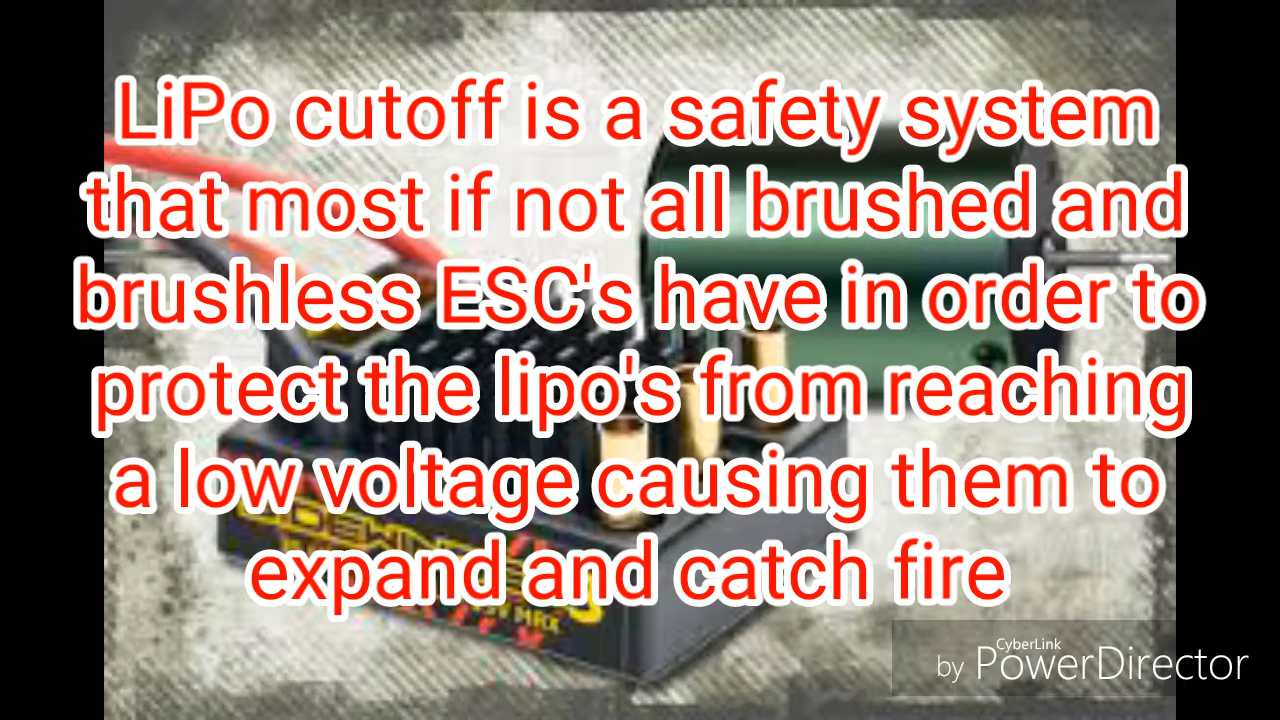 LiPo cutoff is a safety system
that most if not all brushed and
brushless ESC's have in order to
protect the lipo's from reaching
a low voltage causing them to
expand and catch fire
CyberLink
by PowerDirector